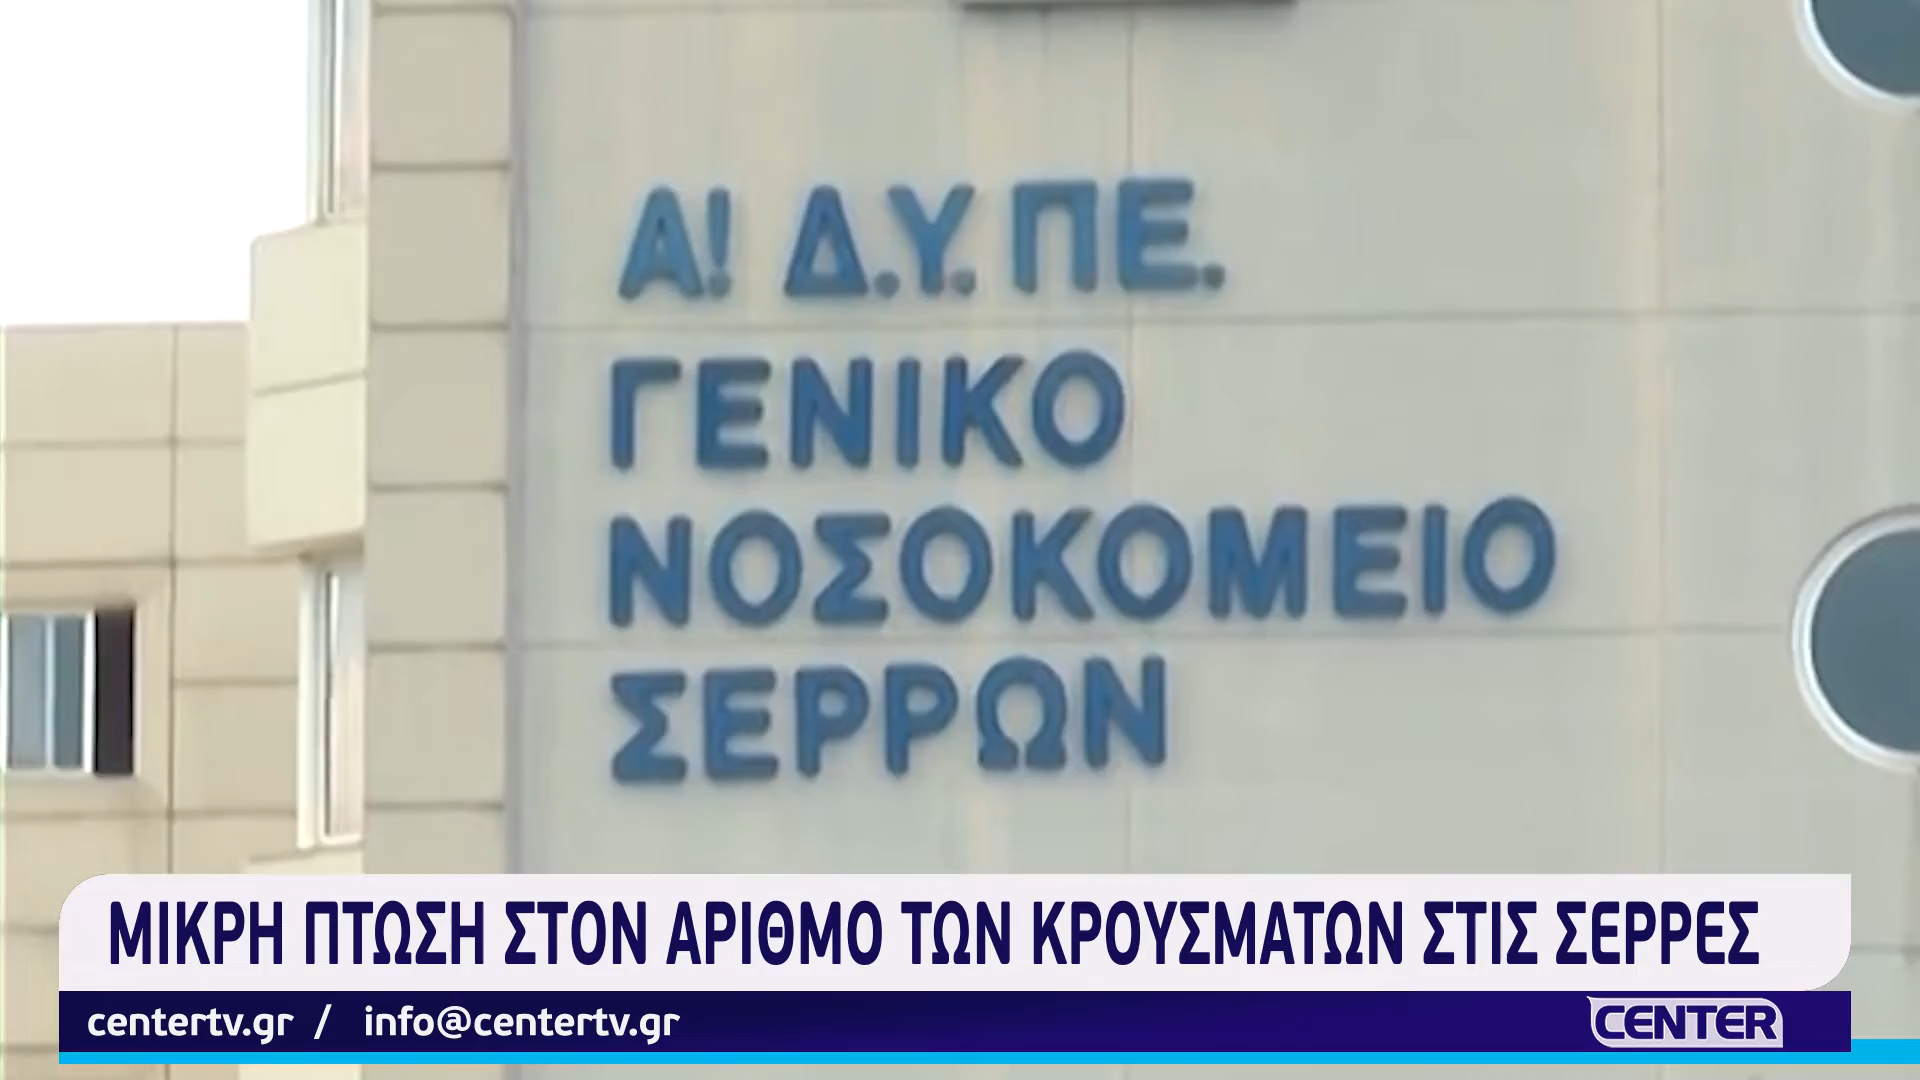 Α! Δ.Υ.ΠΕ.
ΓΕΝΙΚΟ
ΝΟΣΟΚΟΜΕΙΟ
ΣΕΡΡΩΝ
ΜΙΚΡΗ ΠΤΩΣΗ ΣΤΟΝ ΑΡΙΘΜΟ ΤΩΝ ΚΡΟΥΣΜΑΤΩΝ ΣΤΙΣ ΣΕΡΡΕΣ
centertv.gr / info@centertv.gr
CENTER